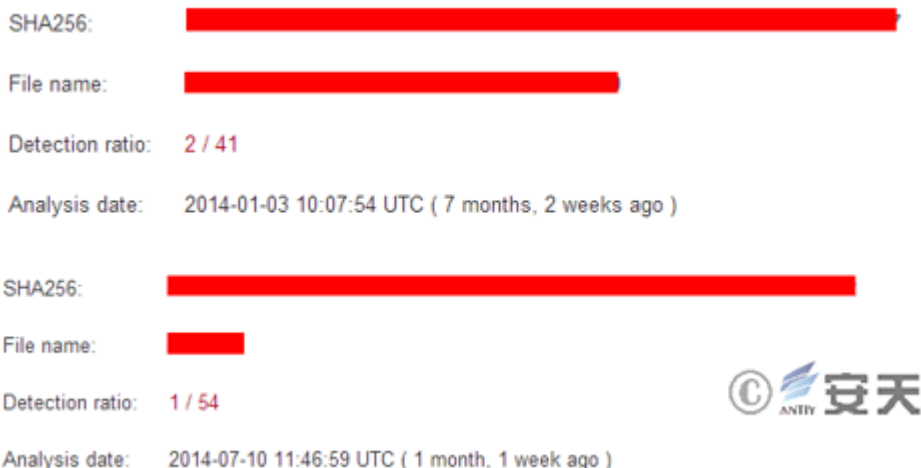 SHA256:
File name:
Detection ratio: 2 / 41
Analysis date: 2014-01-03 10:07:54 UTC ( 7 months, 2 weeks ago )
SHA256:
File name:
Detection ratio: 1 / 54
© ANTIY 安天
Analysis date: 2014-07-10 11:46:59 UTC ( 1 month, 1 week ago )